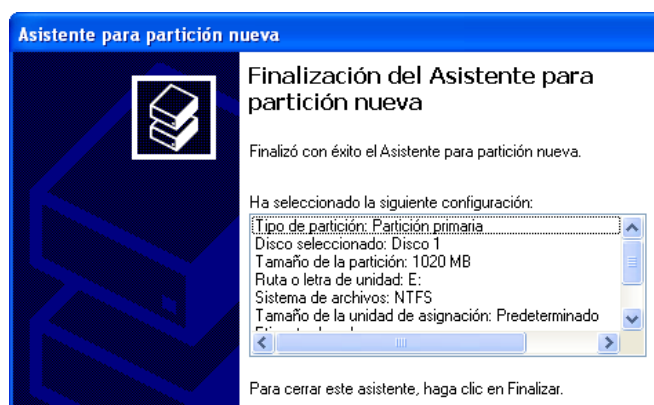 Asistente para partición nueva
Finalización del Asistente para
partición nueva
Finalizó con éxito el Asistente para partición nueva.
Ha seleccionado la siguiente configuración:
Tipo de partición: Partición primaria
Disco seleccionado: Disco 1
Tamaño de la partición: 1020 MB
Ruta o letra de unidad: E:
Sistema de archivos: NTFS
Tamaño de la unidad de asignación: Predeterminado
Para cerrar este asistente, haga clic en Finalizar.